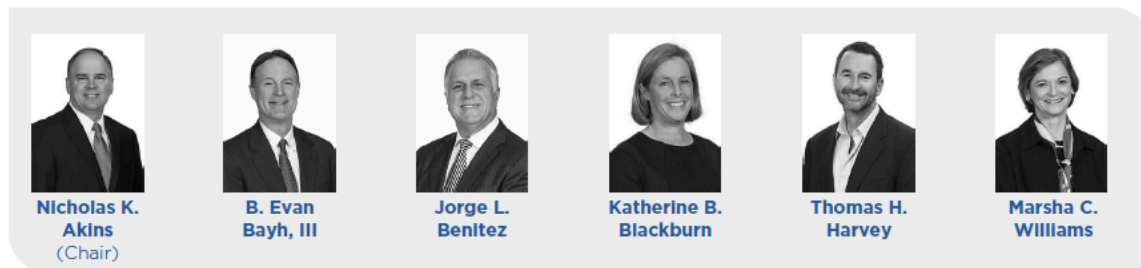 Nicholas K.
Akins
(Chair)
B. Evan
Bayh, III
Jorge L.
Benitez
Katherine B.
Blackburn
Thomas H.
Harvey
Marsha C.
Williams